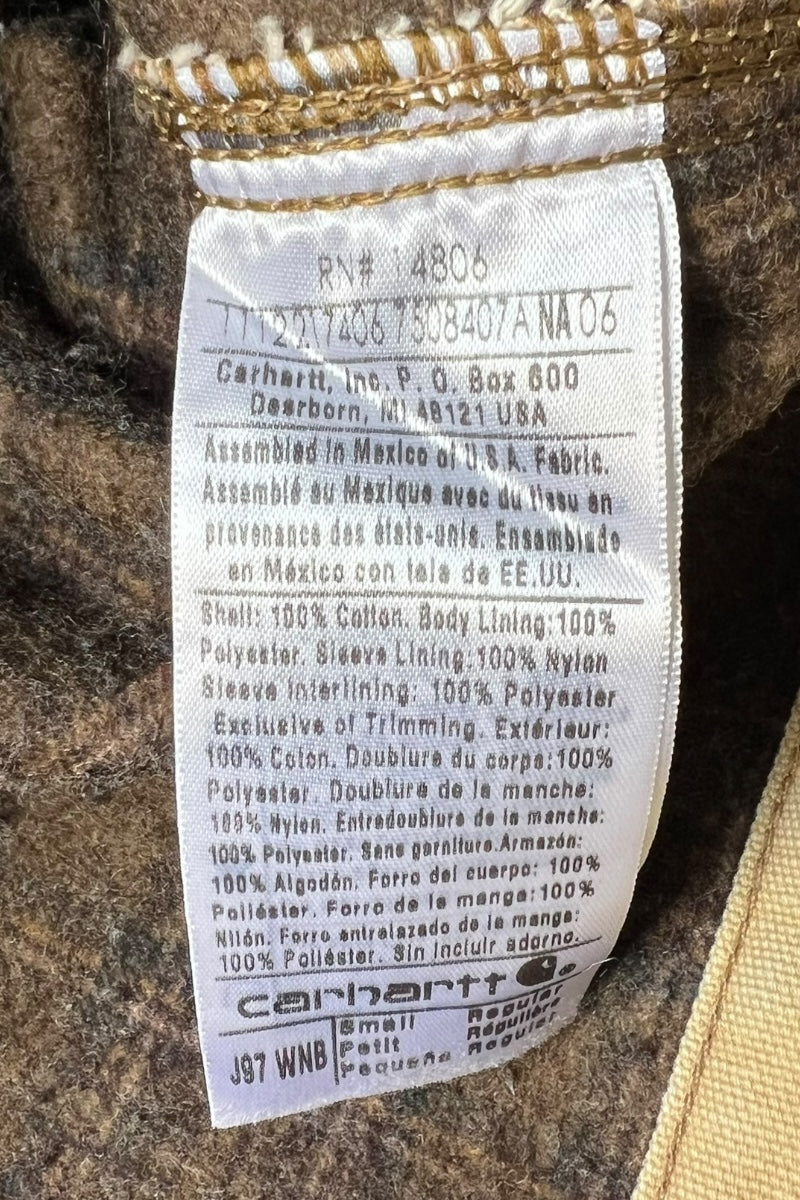 RN# 14806
7508407A NA 06
Carhartt, Inc. P. O. Box 600
Dearborn, MI 48121 USA
Assembled in Mexico of U.S.A. Fabric.
Assemblé au Mexique avec du tissu en
provenance des états-unis. Ensamblado
en México con tela de EE.UU.
Shell: 100% Cotton. Body Lining:100%
Polyester. Sleeve Lining:100% Nylon
Sleeve Interlining: 100% Polyester
Exclusive of Trimming. Extérieur:
100% Coton. Doublure du corps:100%
Polyester. Doublure de la manche:
100% Nylon. Entredoublure de la manche:
100% Polyester. Sans garniture.Armazón:
100% Algodón. Forro del cuerpo: 100%
Poliéster. Forro de la manga:100%
Nilón. Forro entrelazado de la manga:
100% Poliéster. Sin incluir adorno.
carhartt
J97 WNB
Small Regular
Petit Régulière
Pequeña Regular